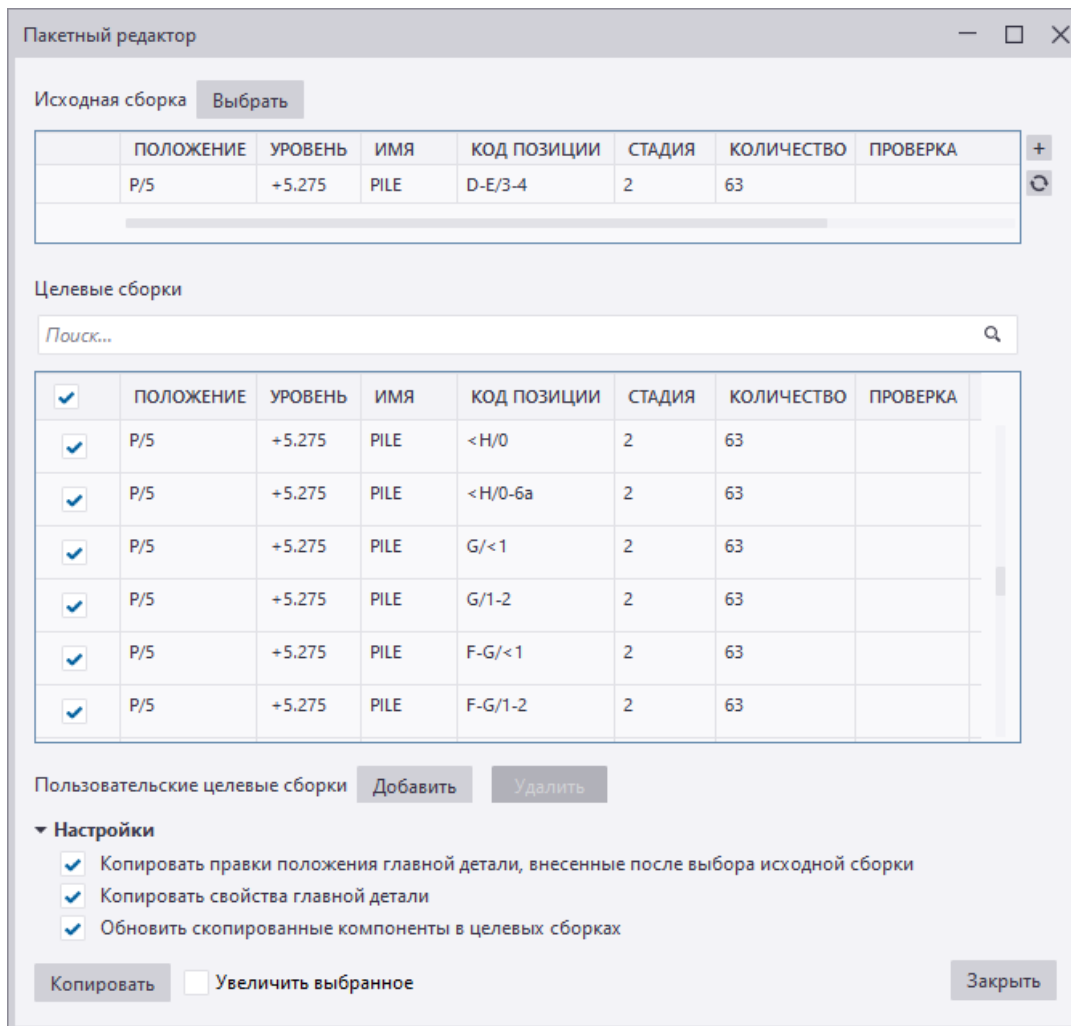 Пакетный редактор
Исходная сборка Выбрать
ПОЛОЖЕНИЕ УРОВЕНЬ ИМЯ КОД ПОЗИЦИИ СТАДИЯ КОЛИЧЕСТВО ПРОВЕРКА +
P/5 +5.275 PILE D-E/3-4 2 63
Целевые сборки
Поиск...
ПОЛОЖЕНИЕ УРОВЕНЬ ИМЯ КОД ПОЗИЦИИ СТАДИЯ КОЛИЧЕСТВО ПРОВЕРКА
P/5 +5.275 PILE <H/0 2 63
P/5 +5.275 PILE <H/0-6a 2 63
P/5 +5.275 PILE G/<1 2 63
P/5 +5.275 PILE G/1-2 2 63
P/5 +5.275 PILE F-G/<1 2 63
P/5 +5.275 PILE F-G/1-2 2 63
Пользовательские целевые сборки Добавить Удалить
Настройки
Копировать правки положения главной детали, внесенные после выбора исходной сборки
Копировать свойства главной детали
Обновить скопированные компоненты в целевых сборках
Копировать Увеличить выбранное Закрыть